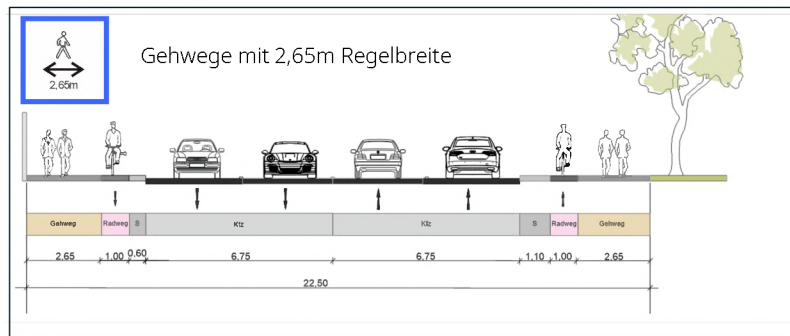 2,65m
Gehwege mit 2,65m Regelbreite
Gehweg Radweg S Kfz Kfz S Radweg Gehweg
2,65 1,00 0,60 6,75 6,75 1,10 1,00 2,65
22,50